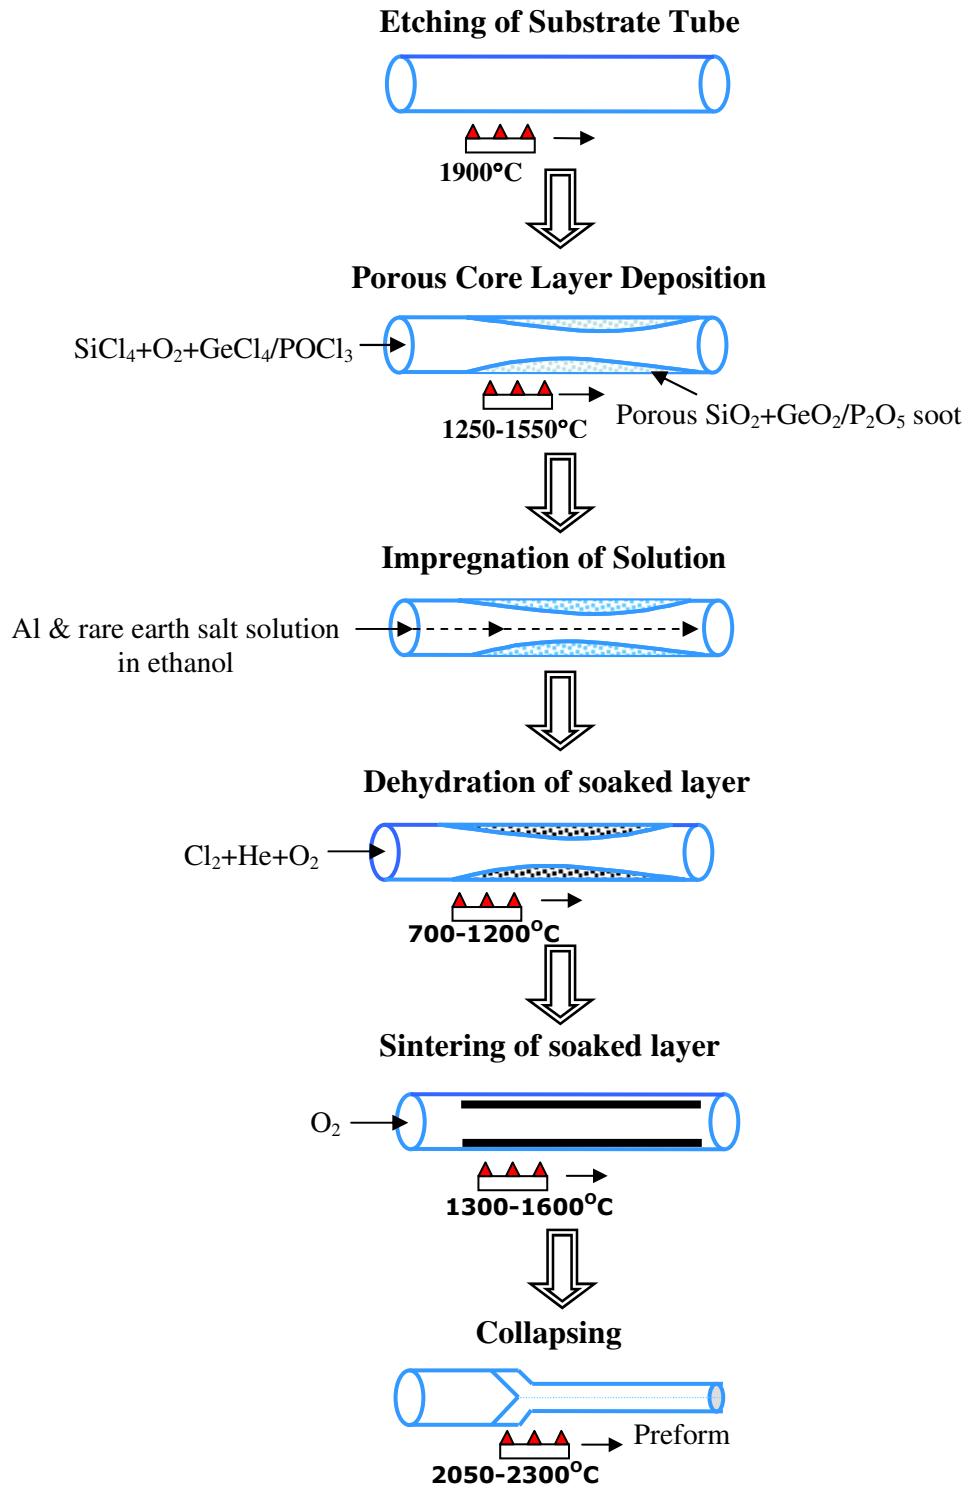 Etching of Substrate Tube
1900°C
Porous Core Layer Deposition
SiCl₄+O₂+GeCl₄/POCl₃
1250-1550°C
Porous SiO₂+GeO₂/P₂O₅ soot
Impregnation of Solution
Al & rare earth salt solution
in ethanol
Dehydration of soaked layer
Cl₂+He+O₂
700-1200°C
Sintering of soaked layer
O₂
1300-1600°C
Collapsing
Preform
2050-2300°C